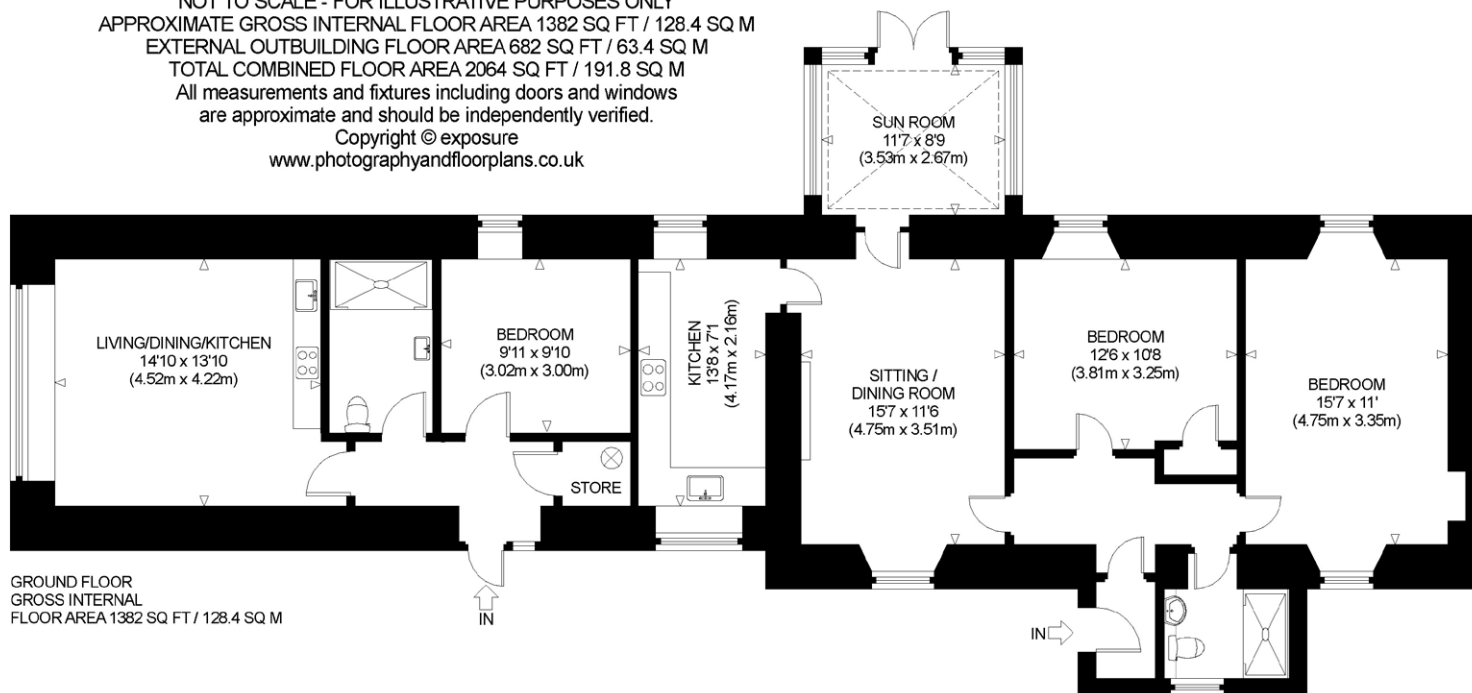 NOT TO SCALE - FOR ILLUSTRATIVE PURPOSES ONLY
APPROXIMATE GROSS INTERNAL FLOOR AREA 1382 SQ FT / 128.4 SQ M
EXTERNAL OUTBUILDING FLOOR AREA 682 SQ FT / 63.4 SQ M
TOTAL COMBINED FLOOR AREA 2064 SQ FT / 191.8 SQ M
All measurements and fixtures including doors and windows
are approximate and should be independently verified.
Copyright © exposure
www.photographyandfloorplans.co.uk
SUN ROOM
11'7 x 8'9
(3.53m x 2.67m)
LIVING/DINING/KITCHEN
14'10 x 13'10
(4.52m x 4.22m)
BEDROOM
9'11 x 9'10
(3.02m x 3.00m)
STORE
KITCHEN
13'8 x 7'1
(4.17m x 2.16m)
SITTING /
DINING ROOM
15'7 x 11'6
(4.75m x 3.51m)
BEDROOM
12'6 x 10'8
(3.81m x 3.25m)
BEDROOM
15'7 x 11'
(4.75m x 3.35m)
GROUND FLOOR
GROSS INTERNAL
FLOOR AREA 1382 SQ FT / 128.4 SQ M
IN
IN